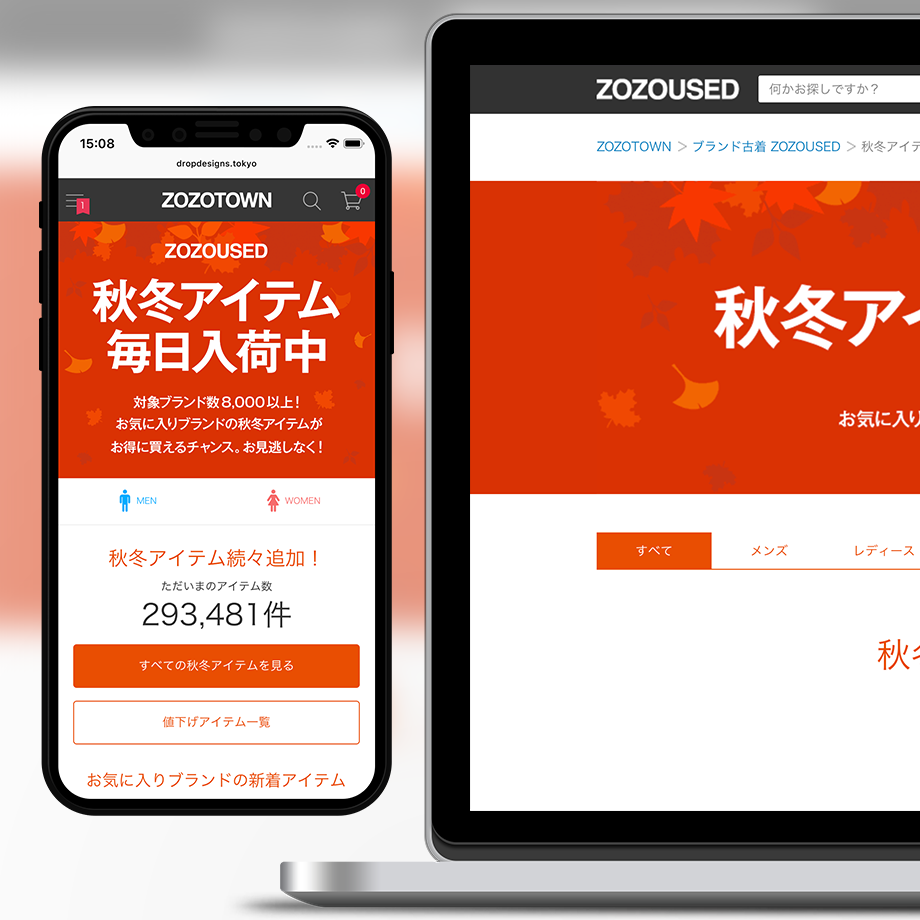 15:08
dropdesigns.tokyo
1
ZOZOTOWN
0
ZOZOUSED
秋冬アイテム
毎日入荷中
対象ブランド数8,000以上！
お気に入りブランドの秋冬アイテムが
お得に買えるチャンス。お見逃しなく！
MEN
WOMEN
秋冬アイテム続々追加！
ただいまのアイテム数
293,481件
すべての秋冬アイテムを見る
値下げアイテム一覧
お気に入りブランドの新着アイテム
ZOZOUSED
何かお探しですか？
ZOZOTOWN > ブランド古着 ZOZOUSED > 秋冬アイテ
秋冬ア
お気に入
すべて
メンズ
レディース
秋